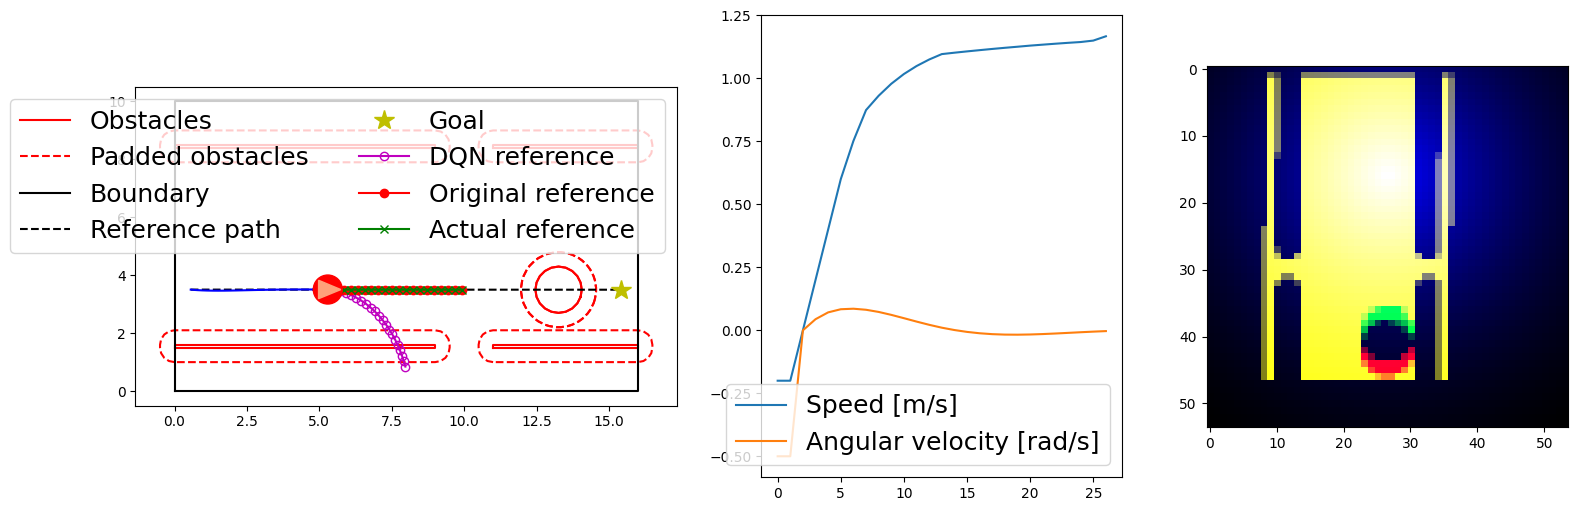 10
6
4
2
0
0.0 2.5 5.0 7.5 10.0 12.5 15.0
Obstacles
Padded obstacles
Boundary
Reference path
Goal
DQN reference
Original reference
Actual reference
1.25
1.00
0.75
0.50
0.25
0.00
−0.25
−0.50
0 5 10 15 20 25
Speed [m/s]
Angular velocity [rad/s]
0
10
20
30
40
50
0 10 20 30 40 50